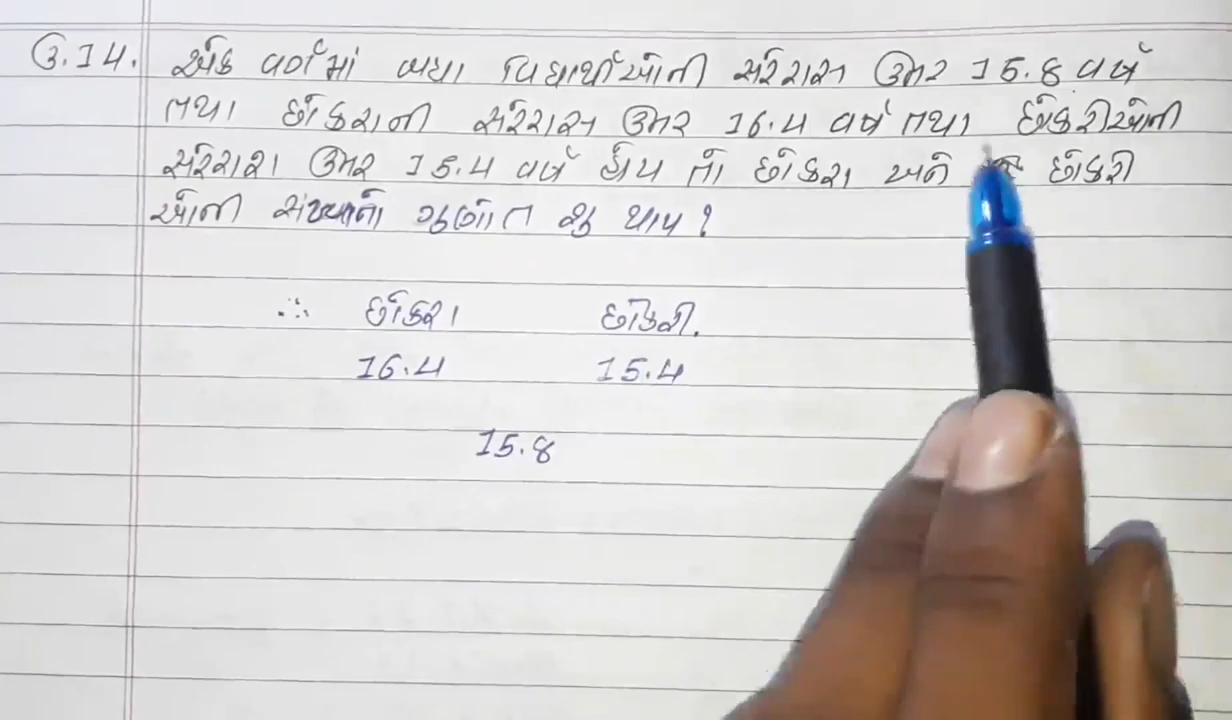 ઉ.14. એક વર્ગમાં બધા વિદ્યાર્થીઓની સરેરાશ ઉંમર 15.8 વર્ષ
તથા છોકરાની સરેરાશ ઉંમર 16.4 વર્ષ તથા છોકરીઓની
સરેરાશ ઉંમર 15.4 વર્ષ હોય તો છોકરા અને છોકરી
ઓની સંખ્યાનો ગુણોત્તર શુ થાય ?
∴ છોકરા છોકરી.
16.4 15.4
15.8